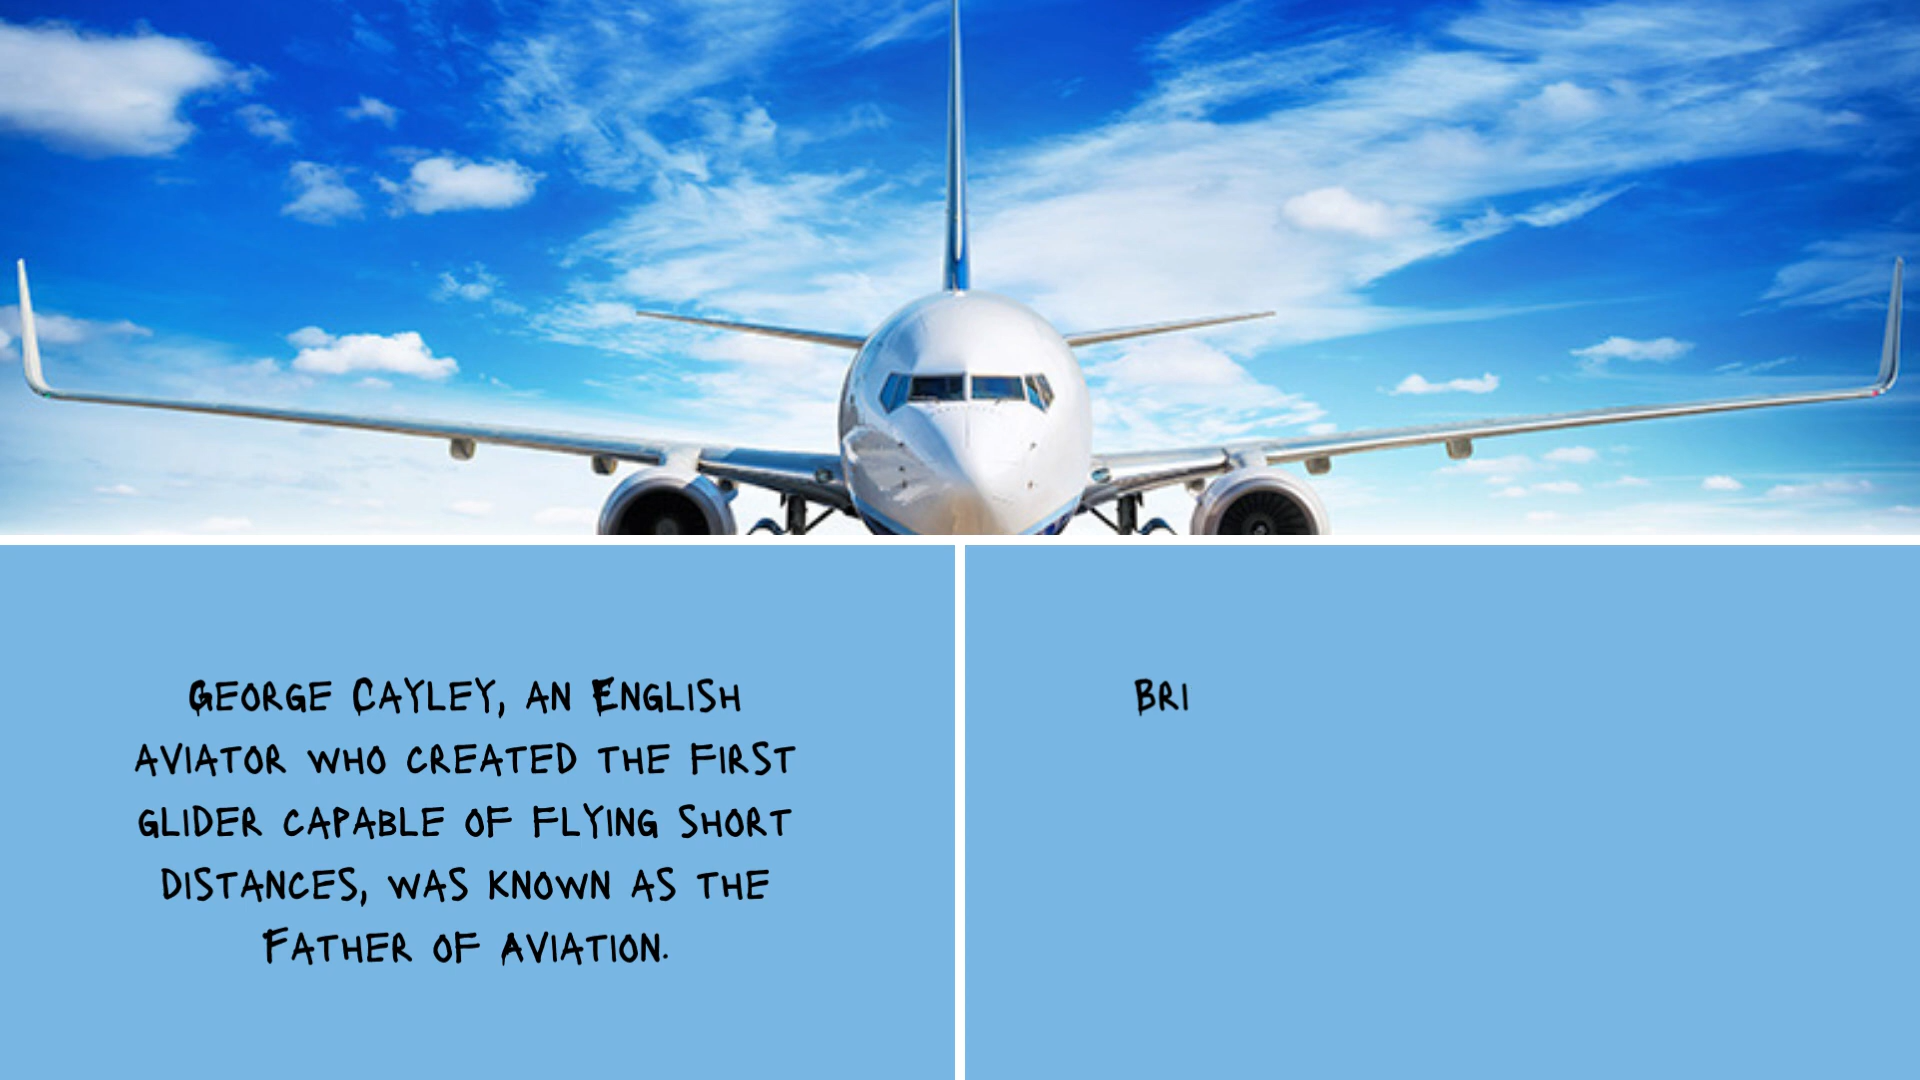 George Cayley, an English
aviator who created the first
glider capable of flying short
distances, was known as the
Father of Aviation.
Bri